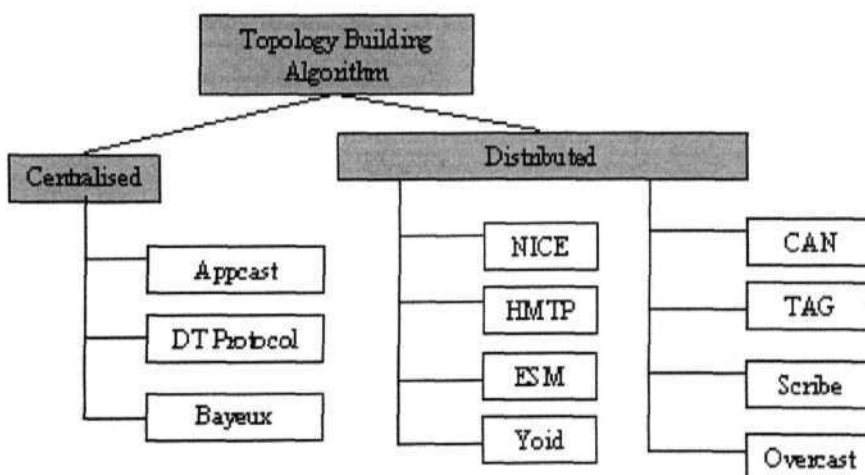 Topology Building
Algorithm
Centralised
Distributed
Appcast
DT Protocol
Bayeux
NICE
HMTP
ESM
Yoid
CAN
TAG
Scribe
Overcast